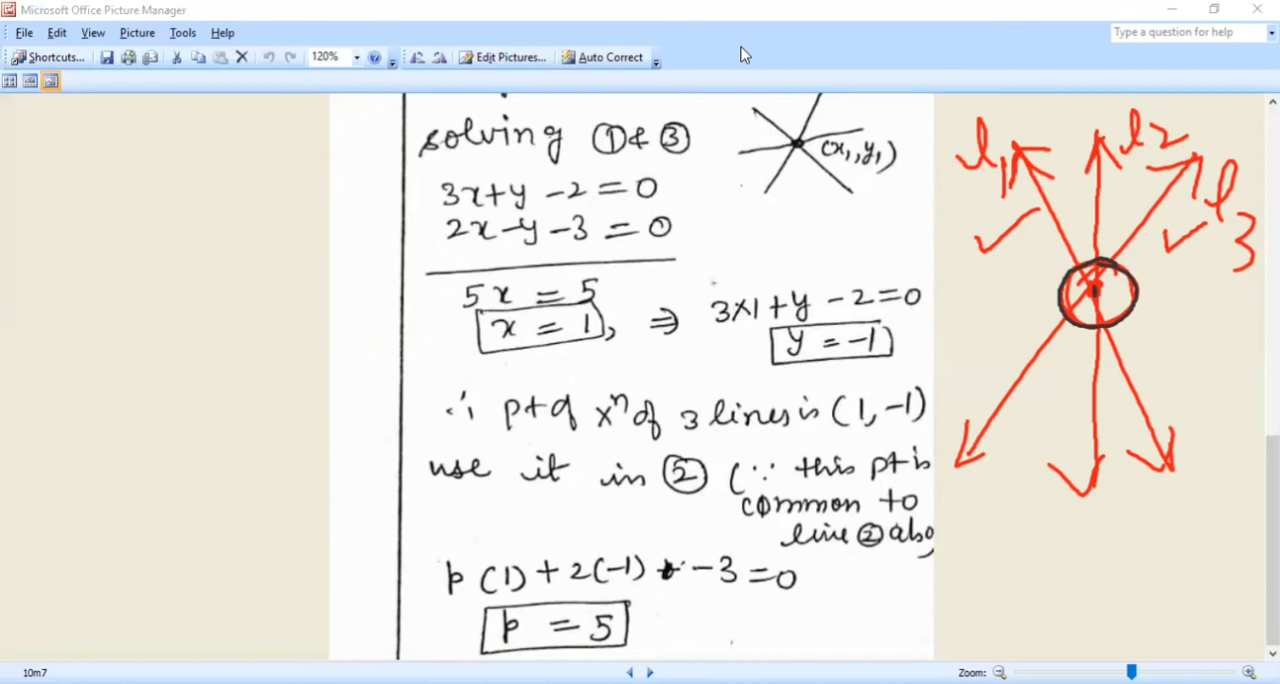 Microsoft Office Picture Manager
File Edit View Picture Tools Help
Type a question for help
Shortcuts... 120% Edit Pictures... Auto Correct
solving ① & ③
(x₁, y₁)
3x+y -2 = 0
2x-y -3 = 0
5x = 5
x = 1, ⇒ 3×1 + y - 2 = 0
y = -1
∴ pt of xⁿ of 3 lines is (1, -1)
use it in ② (∵ this pt is
common to
line ② also
p (1) + 2(-1) -3 = 0
p = 5
l1
l2
l3
10m7
Zoom: